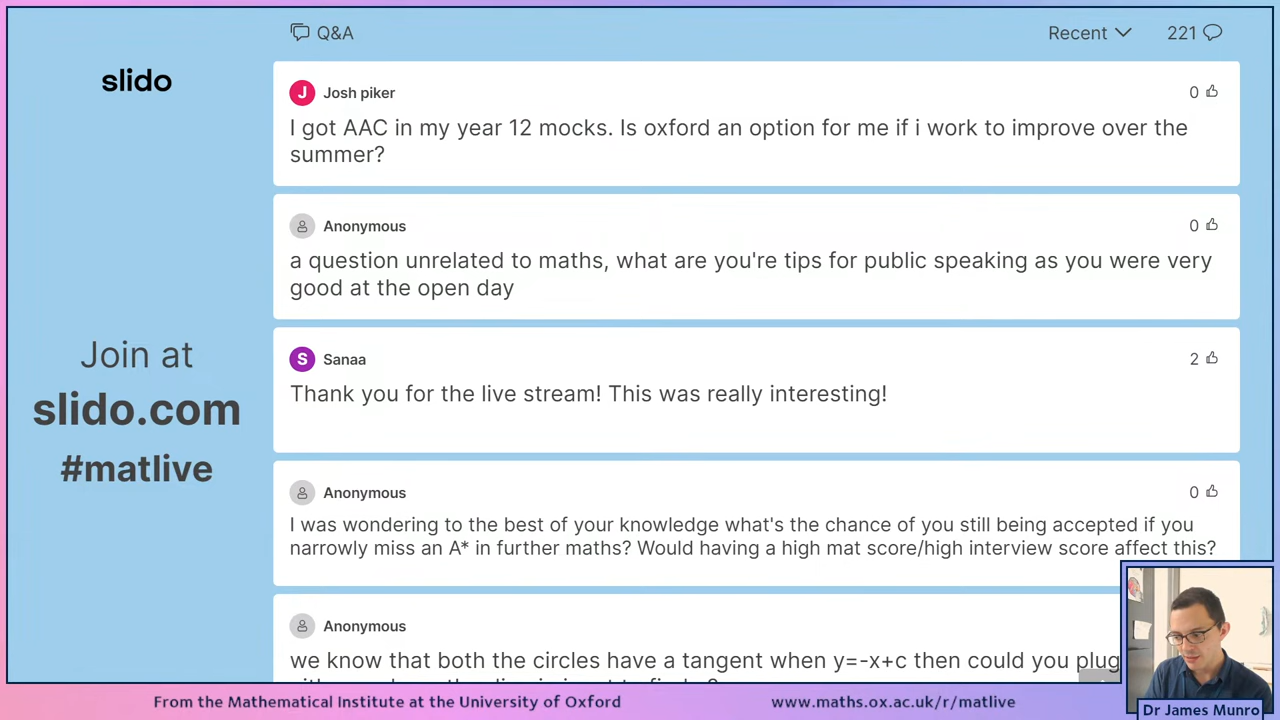 Q&A
Recent
221
slido
Josh piker
0
I got AAC in my year 12 mocks. Is oxford an option for me if i work to improve over the
summer?
Anonymous
0
a question unrelated to maths, what are you're tips for public speaking as you were very
good at the open day
Sanaa
2
Thank you for the live stream! This was really interesting!
Join at
slido.com
#matlive
Anonymous
0
I was wondering to the best of your knowledge what's the chance of you still being accepted if you
narrowly miss an A* in further maths? Would having a high mat score/high interview score affect this?
Anonymous
we know that both the circles have a tangent when y=-x+c then could you plug
From the Mathematical Institute at the University of Oxford
www.maths.ox.ac.uk/r/matlive
Dr James Munro